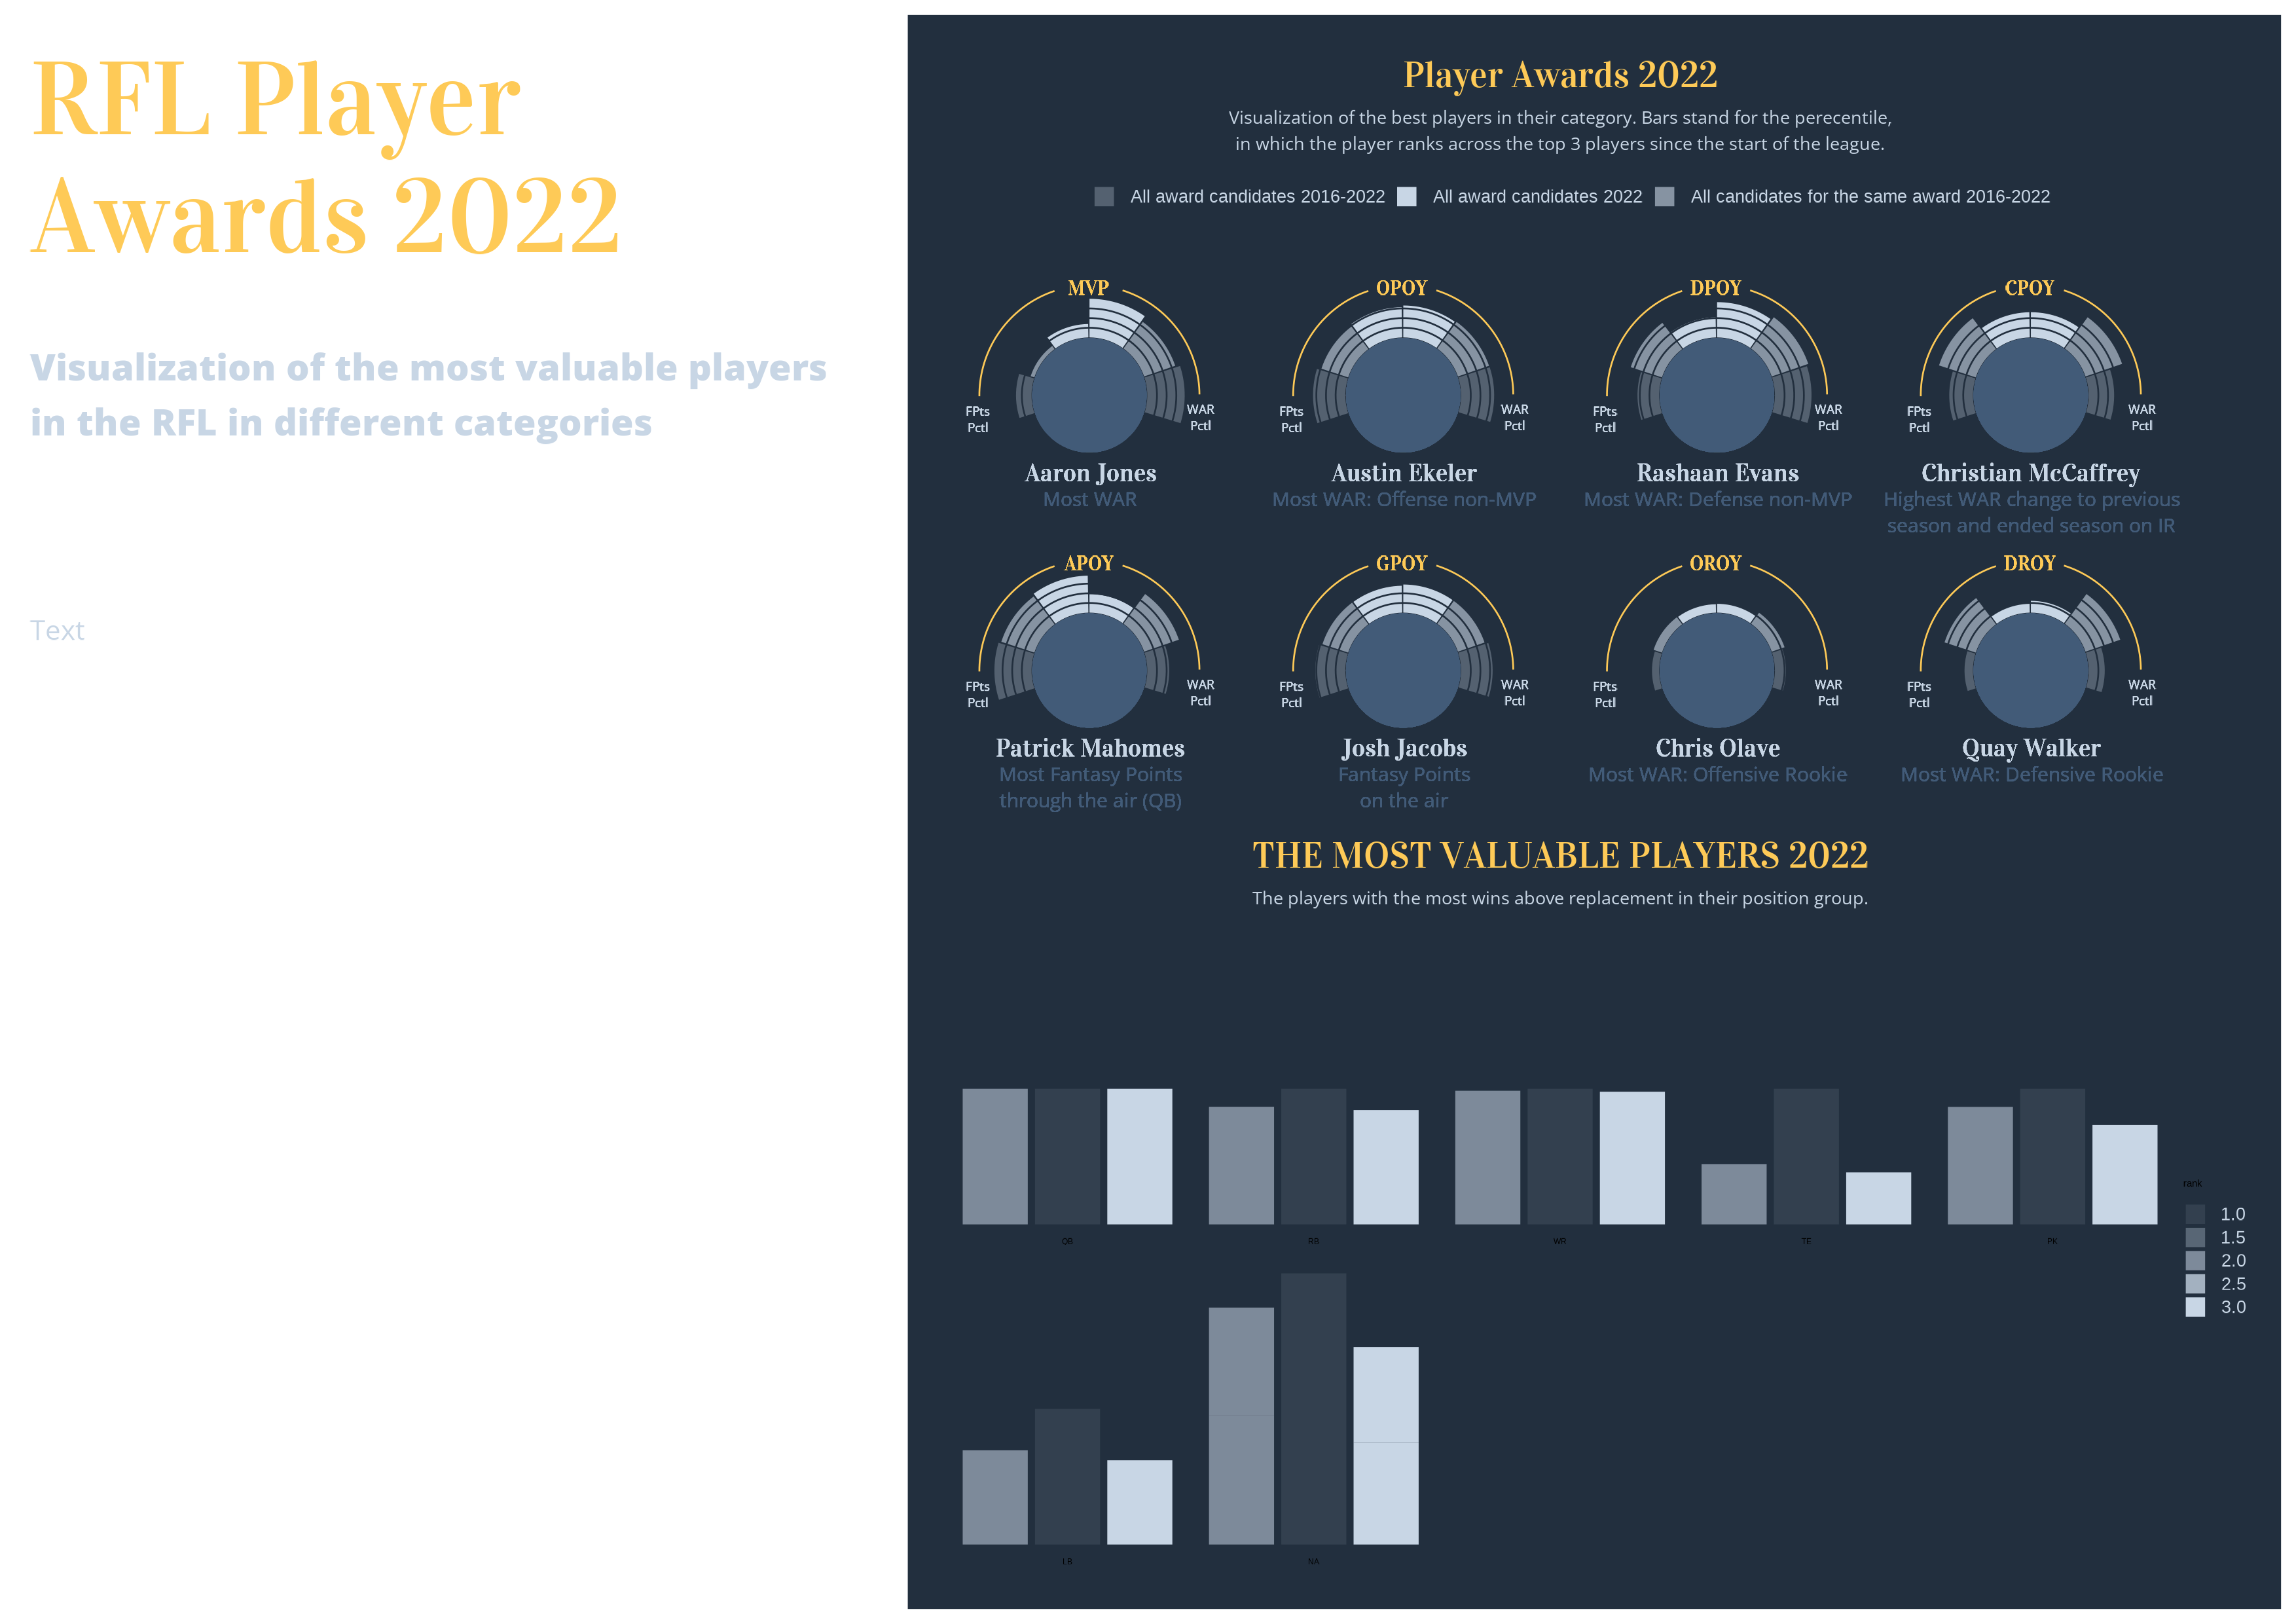 RFL Player
Awards 2022
Visualization of the most valuable players
in the RFL in different categories
Text
Player Awards 2022
Visualization of the best players in their category. Bars stand for the perecentile,
in which the player ranks across the top 3 players since the start of the league.
All award candidates 2016-2022 All award candidates 2022 All candidates for the same award 2016-2022
MVP
FPts
Pctl
WAR
Pctl
Aaron Jones
Most WAR
OPOY
FPts
Pctl
WAR
Pctl
Austin Ekeler
Most WAR: Offense non-MVP
DPOY
FPts
Pctl
WAR
Pctl
Rashaan Evans
Most WAR: Defense non-MVP
CPOY
FPts
Pctl
WAR
Pctl
Christian McCaffrey
Highest WAR change to previous
season and ended season on IR
APOY
FPts
Pctl
WAR
Pctl
Patrick Mahomes
Most Fantasy Points
through the air (QB)
GPOY
FPts
Pctl
WAR
Pctl
Josh Jacobs
Fantasy Points
on the air
OROY
FPts
Pctl
WAR
Pctl
Chris Olave
Most WAR: Offensive Rookie
DROY
FPts
Pctl
WAR
Pctl
Quay Walker
Most WAR: Defensive Rookie
THE MOST VALUABLE PLAYERS 2022
The players with the most wins above replacement in their position group.
QB
RB
WR
TE
PK
LB
NA
rank
1.0
1.5
2.0
2.5
3.0